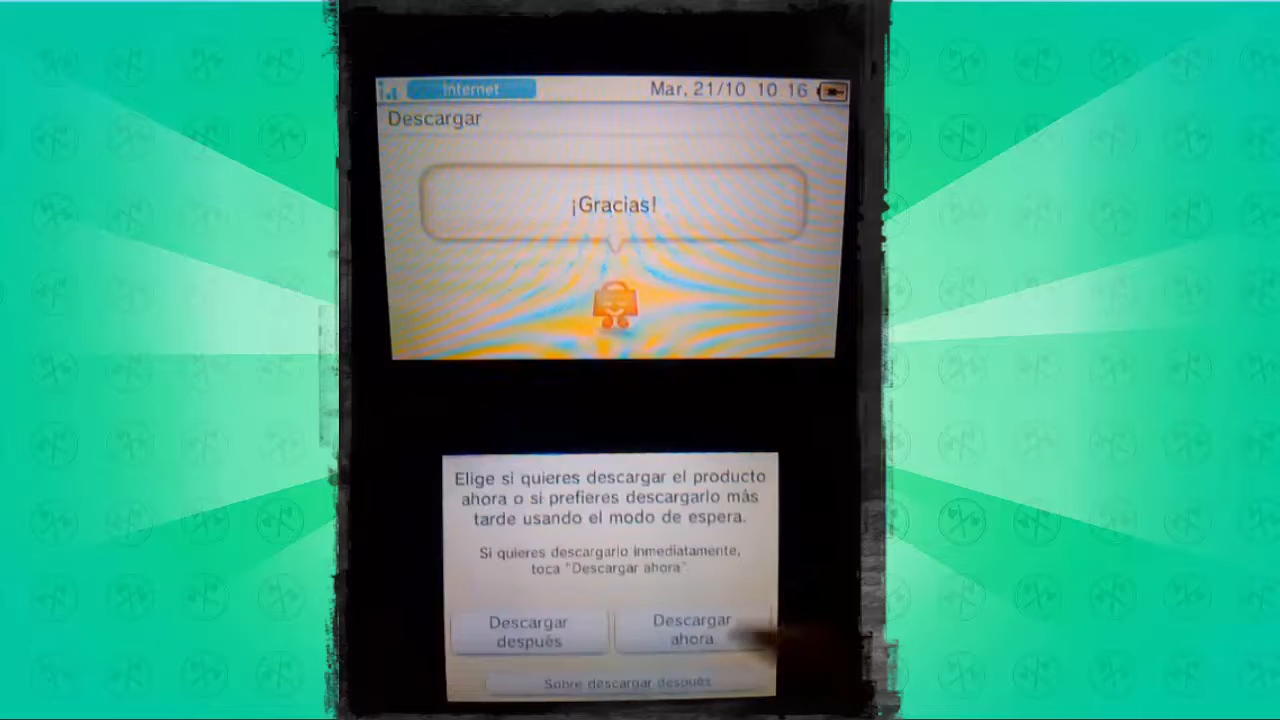 Internet
Mar, 21/10 10 16
Descargar
¡Gracias!
Elige si quieres descargar el producto
ahora o si prefieres descargarlo más
tarde usando el modo de espera.
Si quieres descargarlo inmediatamente,
toca "Descargar ahora".
Descargar
después
Descargar
ahora
Sobre descargar después